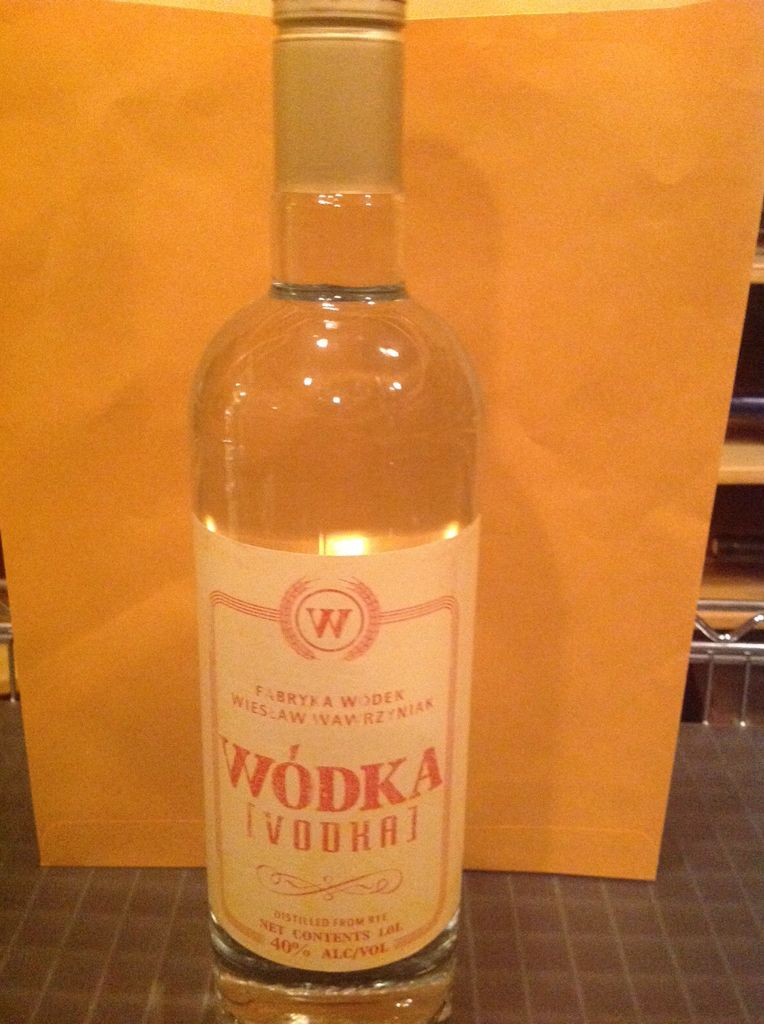 W
FABRYKA WÓDEK
WIESŁAW WAWRZYNIAK
WÓDKA
[VODKA]
DISTILLED FROM RYE
NET CONTENTS 1.0L
40% ALC/VOL